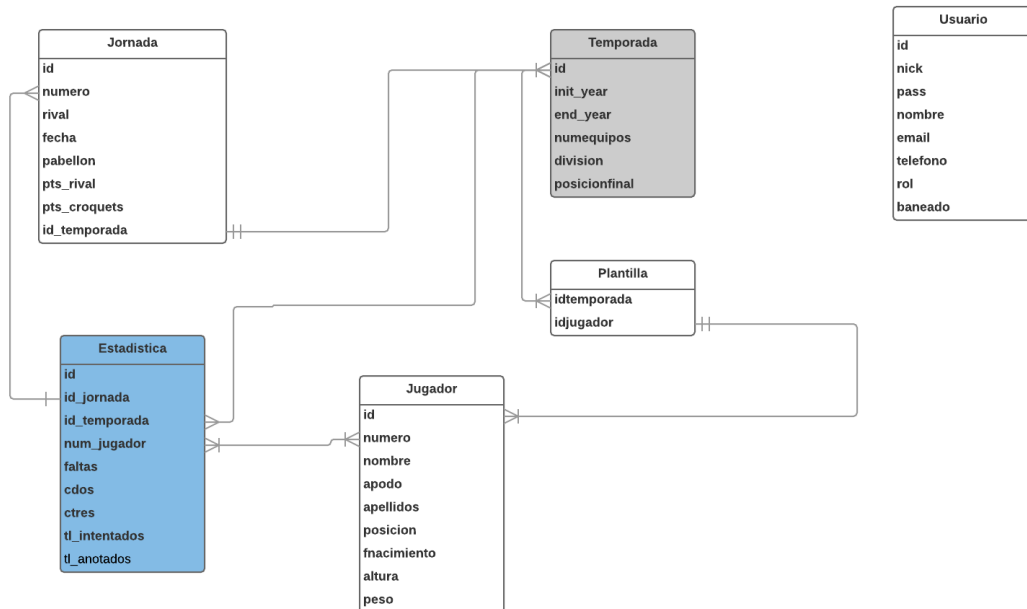 Jornada
id
numero
rival
fecha
pabellon
pts_rival
pts_croquets
id_temporada
Temporada
id
init_year
end_year
numequipos
division
posicionfinal
Usuario
id
nick
pass
nombre
email
telefono
rol
baneado
Plantilla
idtemporada
idjugador
Estadistica
id
id_jornada
id_temporada
num_jugador
faltas
cdos
ctres
tl_intentados
tl_anotados
Jugador
id
numero
nombre
apodo
apellidos
posicion
fnacimiento
altura
peso